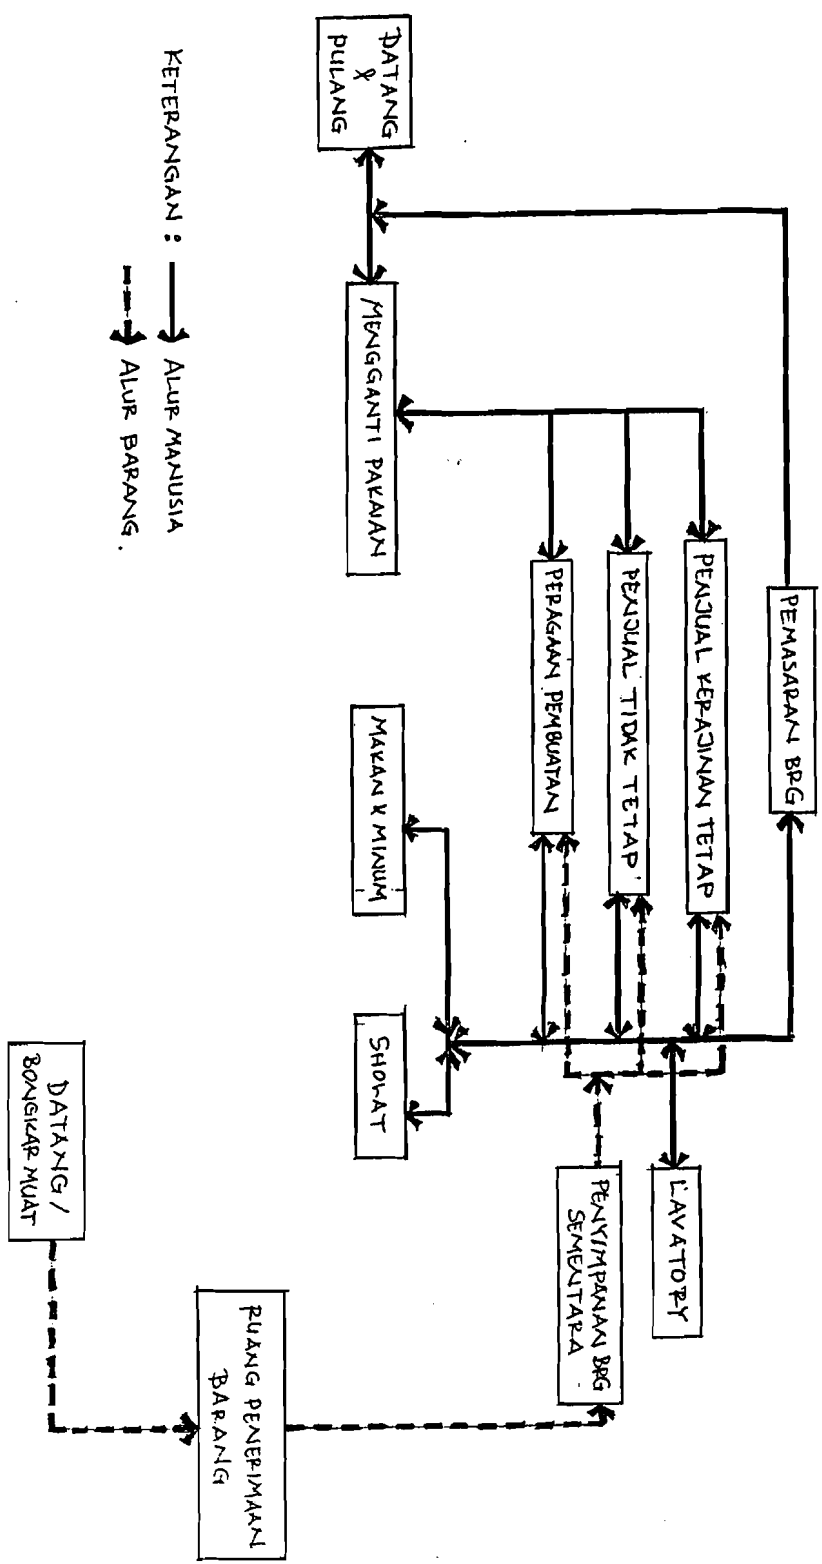 PEMASARAN BRG
PENJUAL KERAJINAN TETAP
LAVATORY
PENJUAL TIDAK TETAP
PENYIMPANAN BRG
SEMENTARA
PERAGAAN PEMBUATAN
DATANG
&
PULANG
MENGGANTI PAKAIAN
MAKAN & MINUM
SHOLAT
RUANG PENERIMAAN
BARANG
KETERANGAN :
ALUR MANUSIA
ALUR BARANG.
DATANG /
BONGKAR MUAT